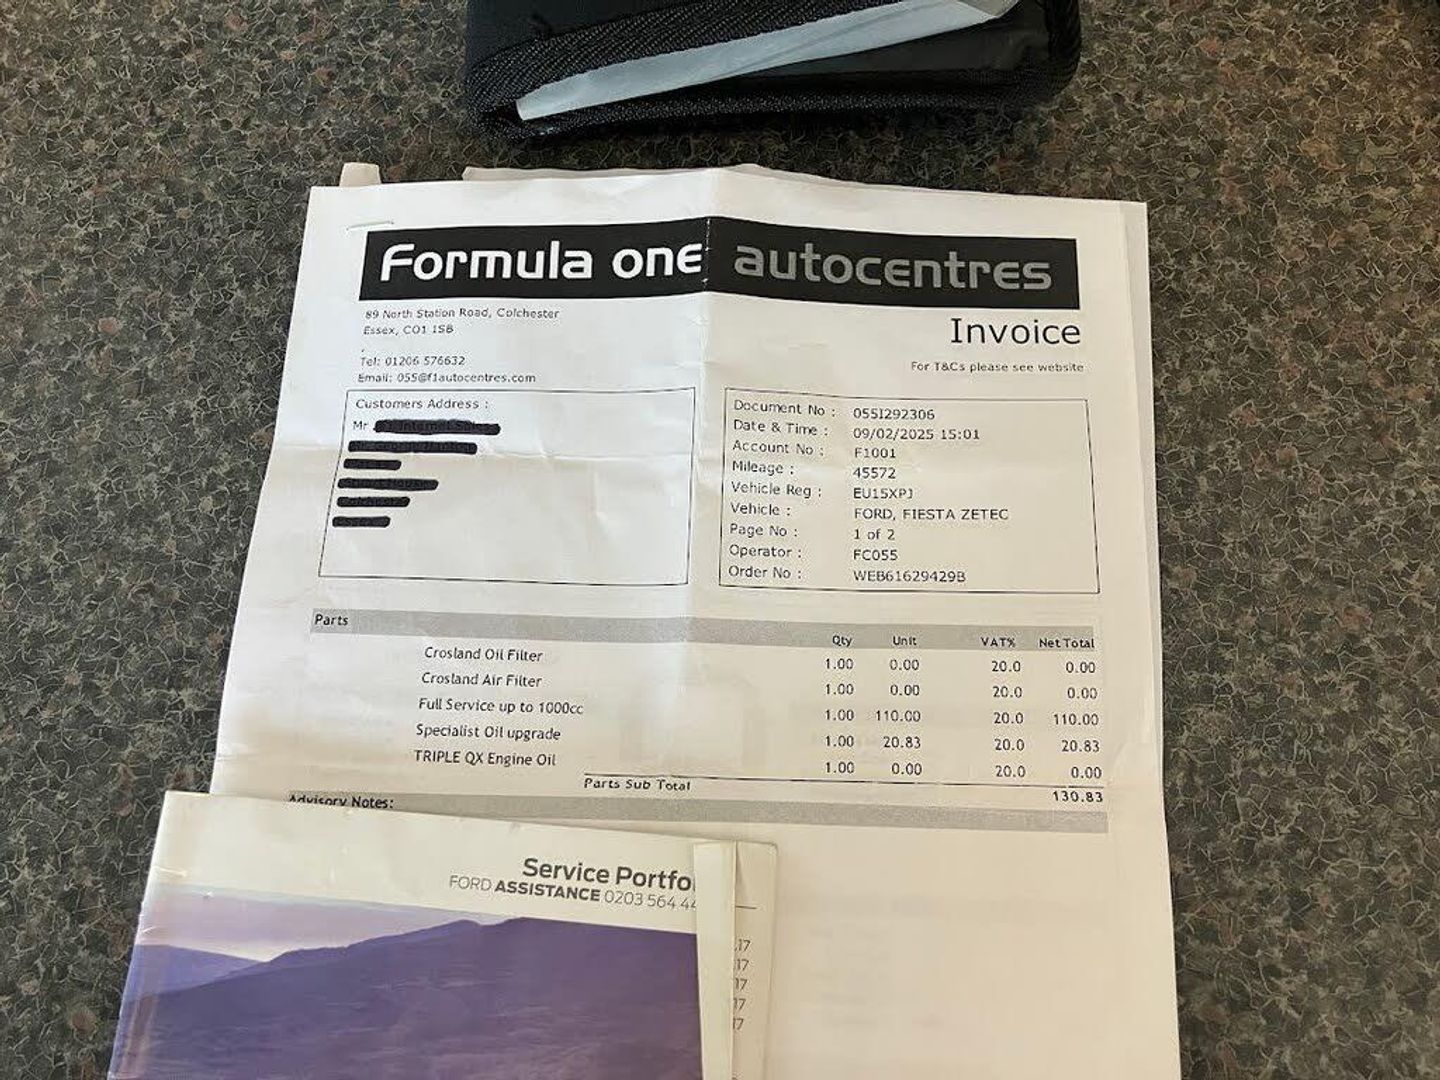 Formula one autocentres
89 North Station Road, Colchester
Essex, CO1 1SB
Tel: 01206 576632
Email: 055@f1autocentres.com
Invoice
For T&Cs please see website
Customers Address :
Mr
Document No : 055I292306
Date & Time : 09/02/2025 15:01
Account No : F1001
Mileage : 45572
Vehicle Reg : EU15XPJ
Vehicle : FORD, FIESTA ZETEC
Page No : 1 of 2
Operator : FC055
Order No : WEB61629429B
Parts Qty Unit VAT% Net Total
Crosland Oil Filter 1.00 0.00 20.0 0.00
Crosland Air Filter 1.00 0.00 20.0 0.00
Full Service up to 1000cc 1.00 110.00 20.0 110.00
Specialist Oil upgrade 1.00 20.83 20.0 20.83
TRIPLE QX Engine Oil 1.00 0.00 20.0 0.00
Parts Sub Total 130.83
Advisory Notes:
Service Portfo
FORD ASSISTANCE 0203 564 44
.17
17
17
17
17